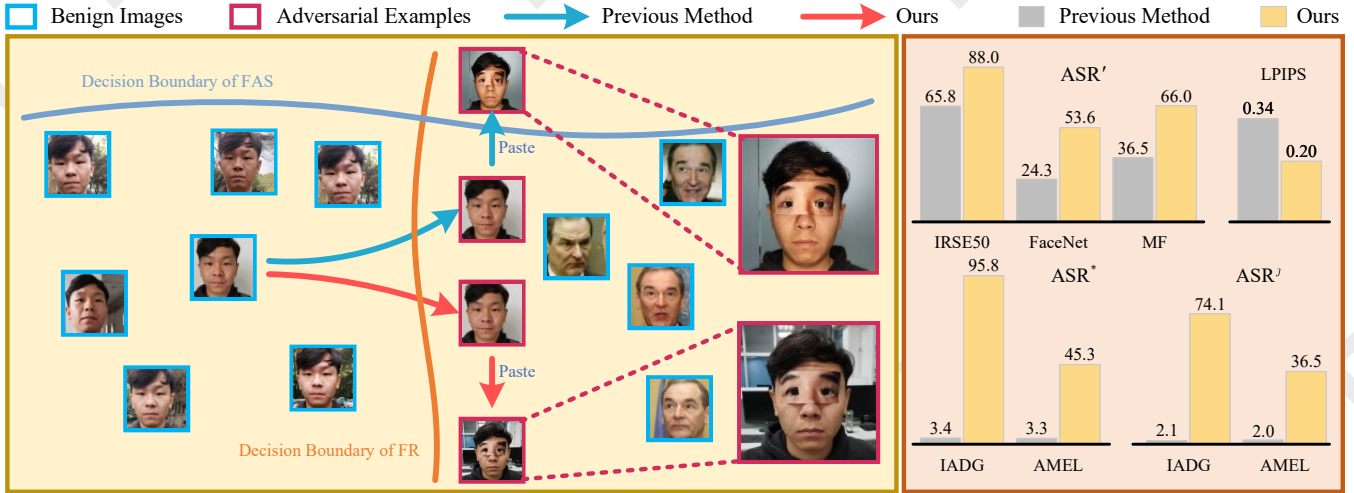 Benign Images Adversarial Examples Previous Method Ours Previous Method Ours
Decision Boundary of FAS
Paste
Paste
Decision Boundary of FR
ASR′ LPIPS
65.8 88.0 24.3 53.6 36.5 66.0 0.34 0.20
IRSE50 FaceNet MF
ASR* ASRʲ
3.4 95.8 3.3 45.3 2.1 74.1 2.0 36.5
IADG AMEL IADG AMEL